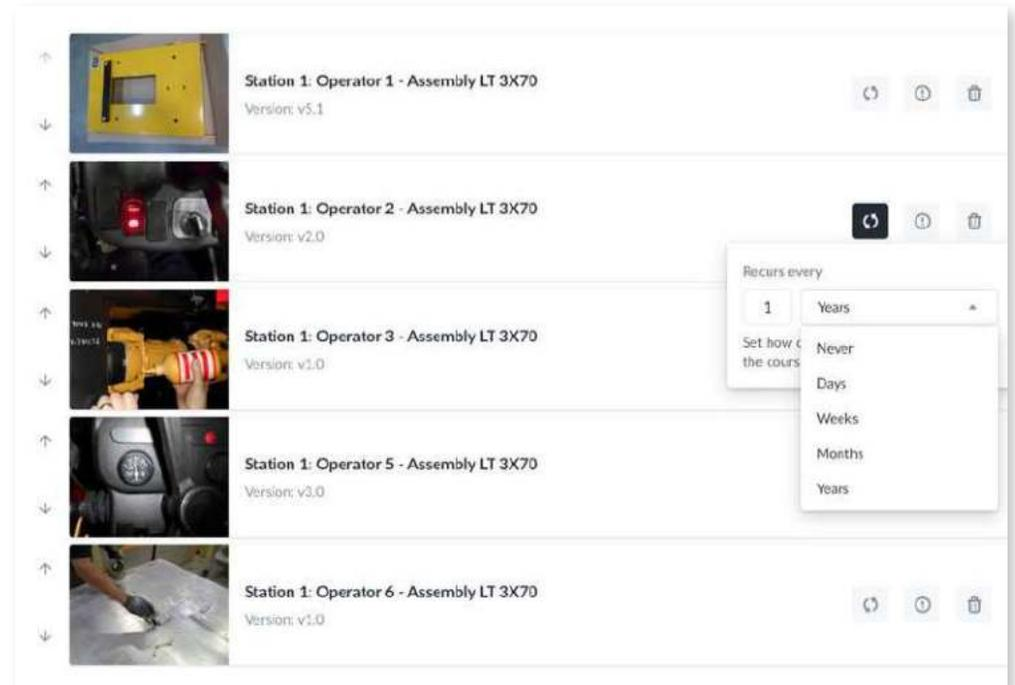 Station 1: Operator 1 - Assembly LT 3X70
Version: v5.1
Station 1: Operator 2 - Assembly LT 3X70
Version: v2.0
Recurs every
1 Years
Set how
the cours
Never
Days
Weeks
Months
Years
Station 1: Operator 3 - Assembly LT 3X70
Version: v1.0
Station 1: Operator 5 - Assembly LT 3X70
Version: v3.0
Station 1: Operator 6 - Assembly LT 3X70
Version: v1.0